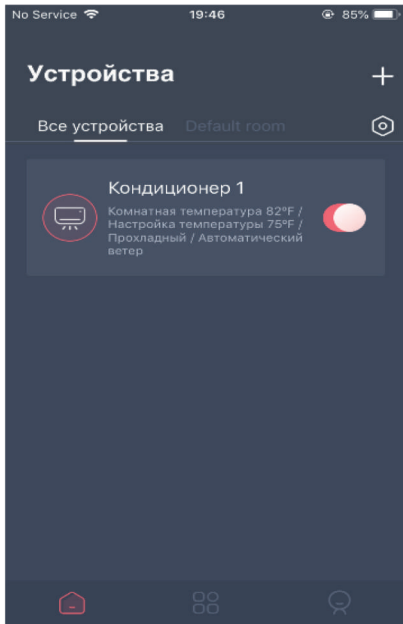 No Service 19:46 85%
Устройства
Все устройства Default room
Кондиционер 1
Комнатная температура 82°F /
Настройка температуры 75°F /
Прохладный / Автоматический
ветер